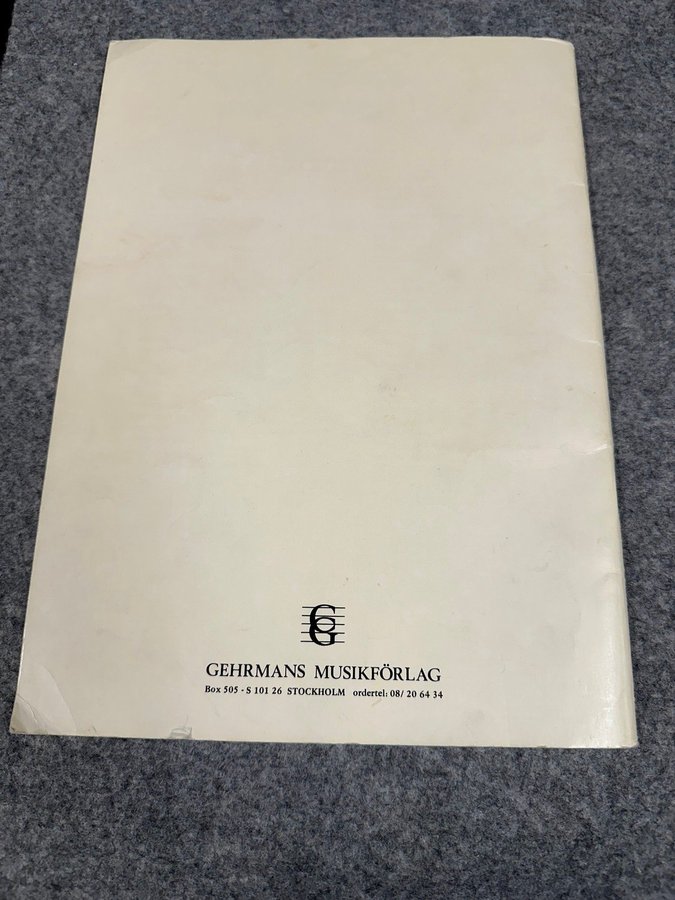 GEHRMANS MUSIKFÖRLAG
Box 505 - S 101 26 STOCKHOLM ordertel: 08/ 20 64 34